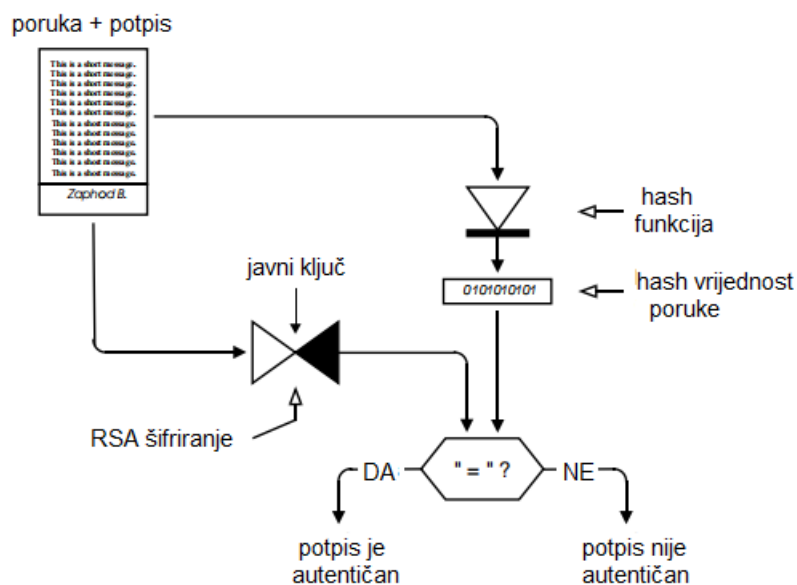 poruka + potpis
This is a short message.
This is a short message.
This is a short message.
This is a short message.
This is a short message.
This is a short message.
This is a short message.
This is a short message.
This is a short message.
This is a short message.
This is a short message.
This is a short message.
Zaphod B.
hash
funkcija
javni ključ
0101010101
hash vrijednost
poruke
RSA šifriranje
DA
" = " ?
NE
potpis je
autentičan
potpis nije
autentičan